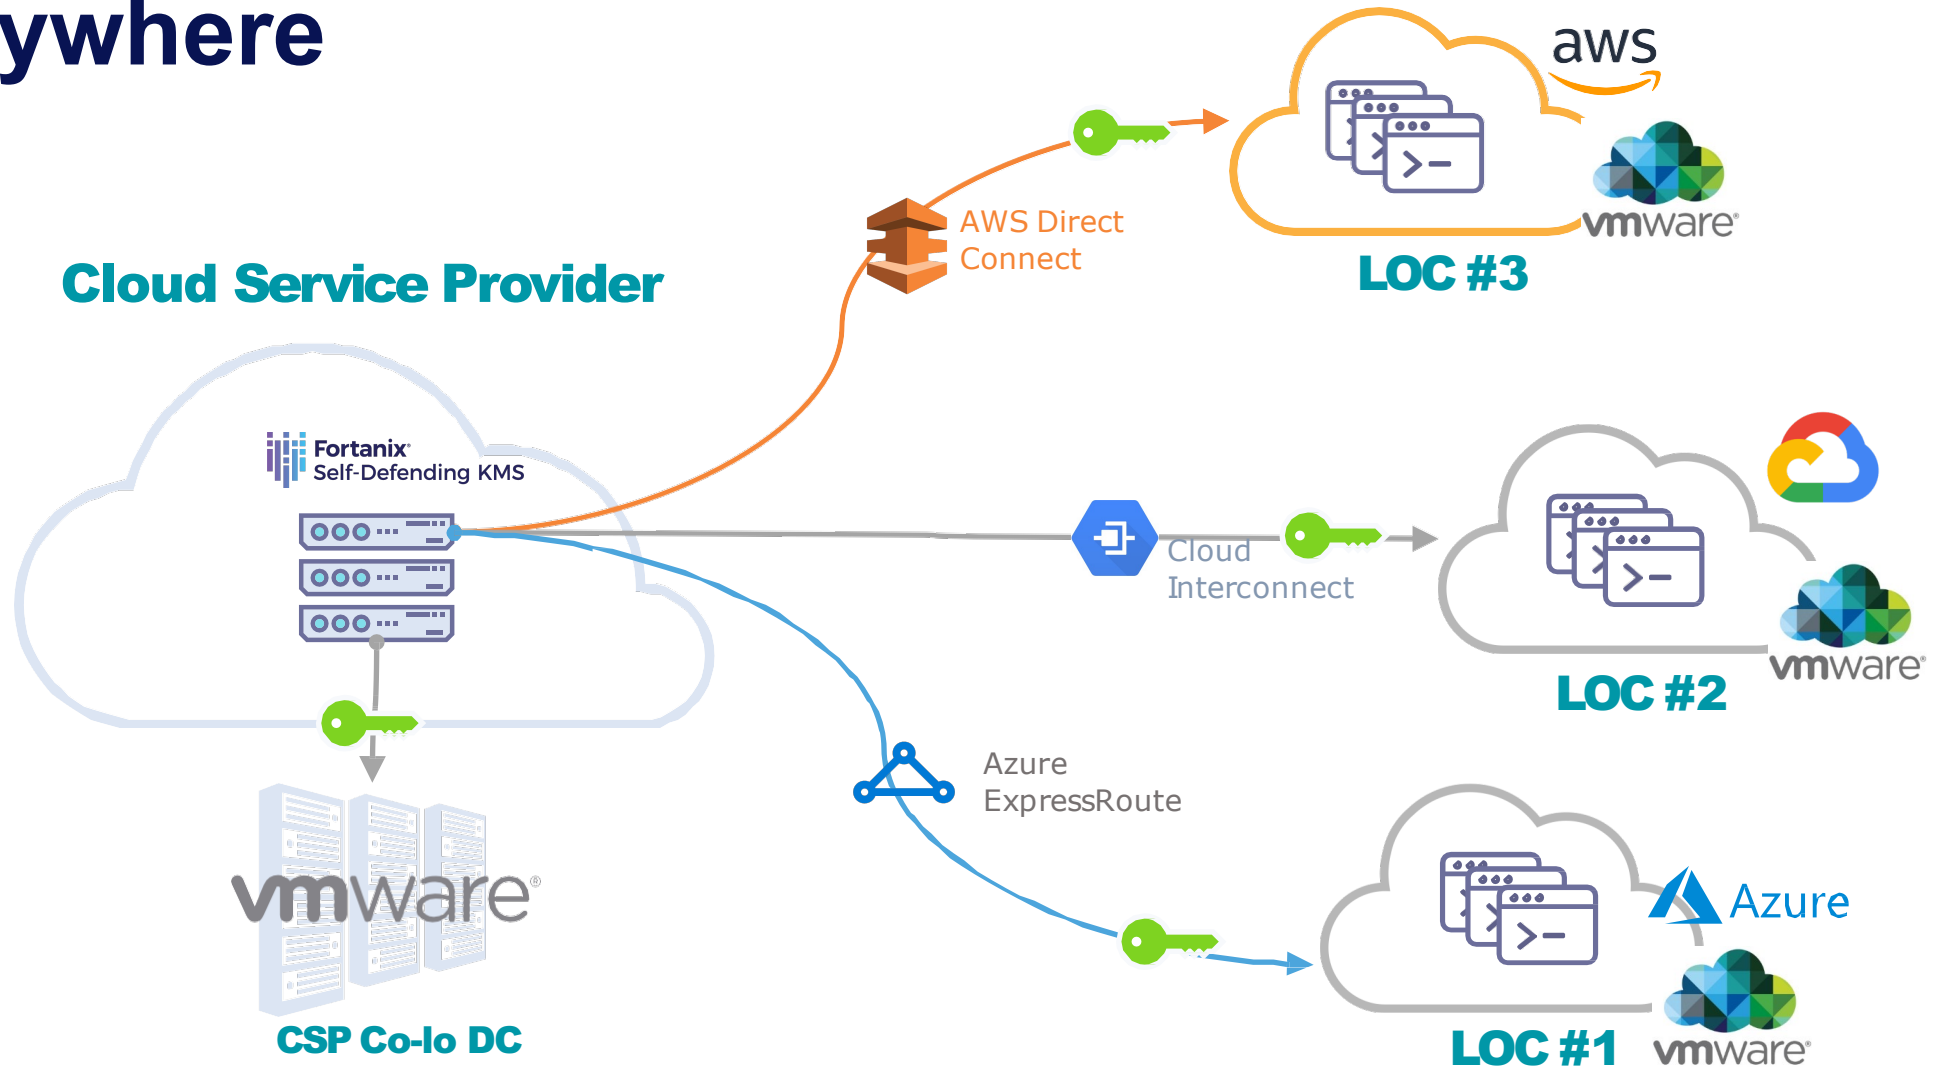 ywhere
aws
vmware®
AWS Direct
Connect
LOC #3
Cloud Service Provider
Fortanix®
Self-Defending KMS
Cloud
Interconnect
vmware®
LOC #2
Azure
ExpressRoute
Azure
vmware®
CSP Co-lo DC
LOC #1
vmware®